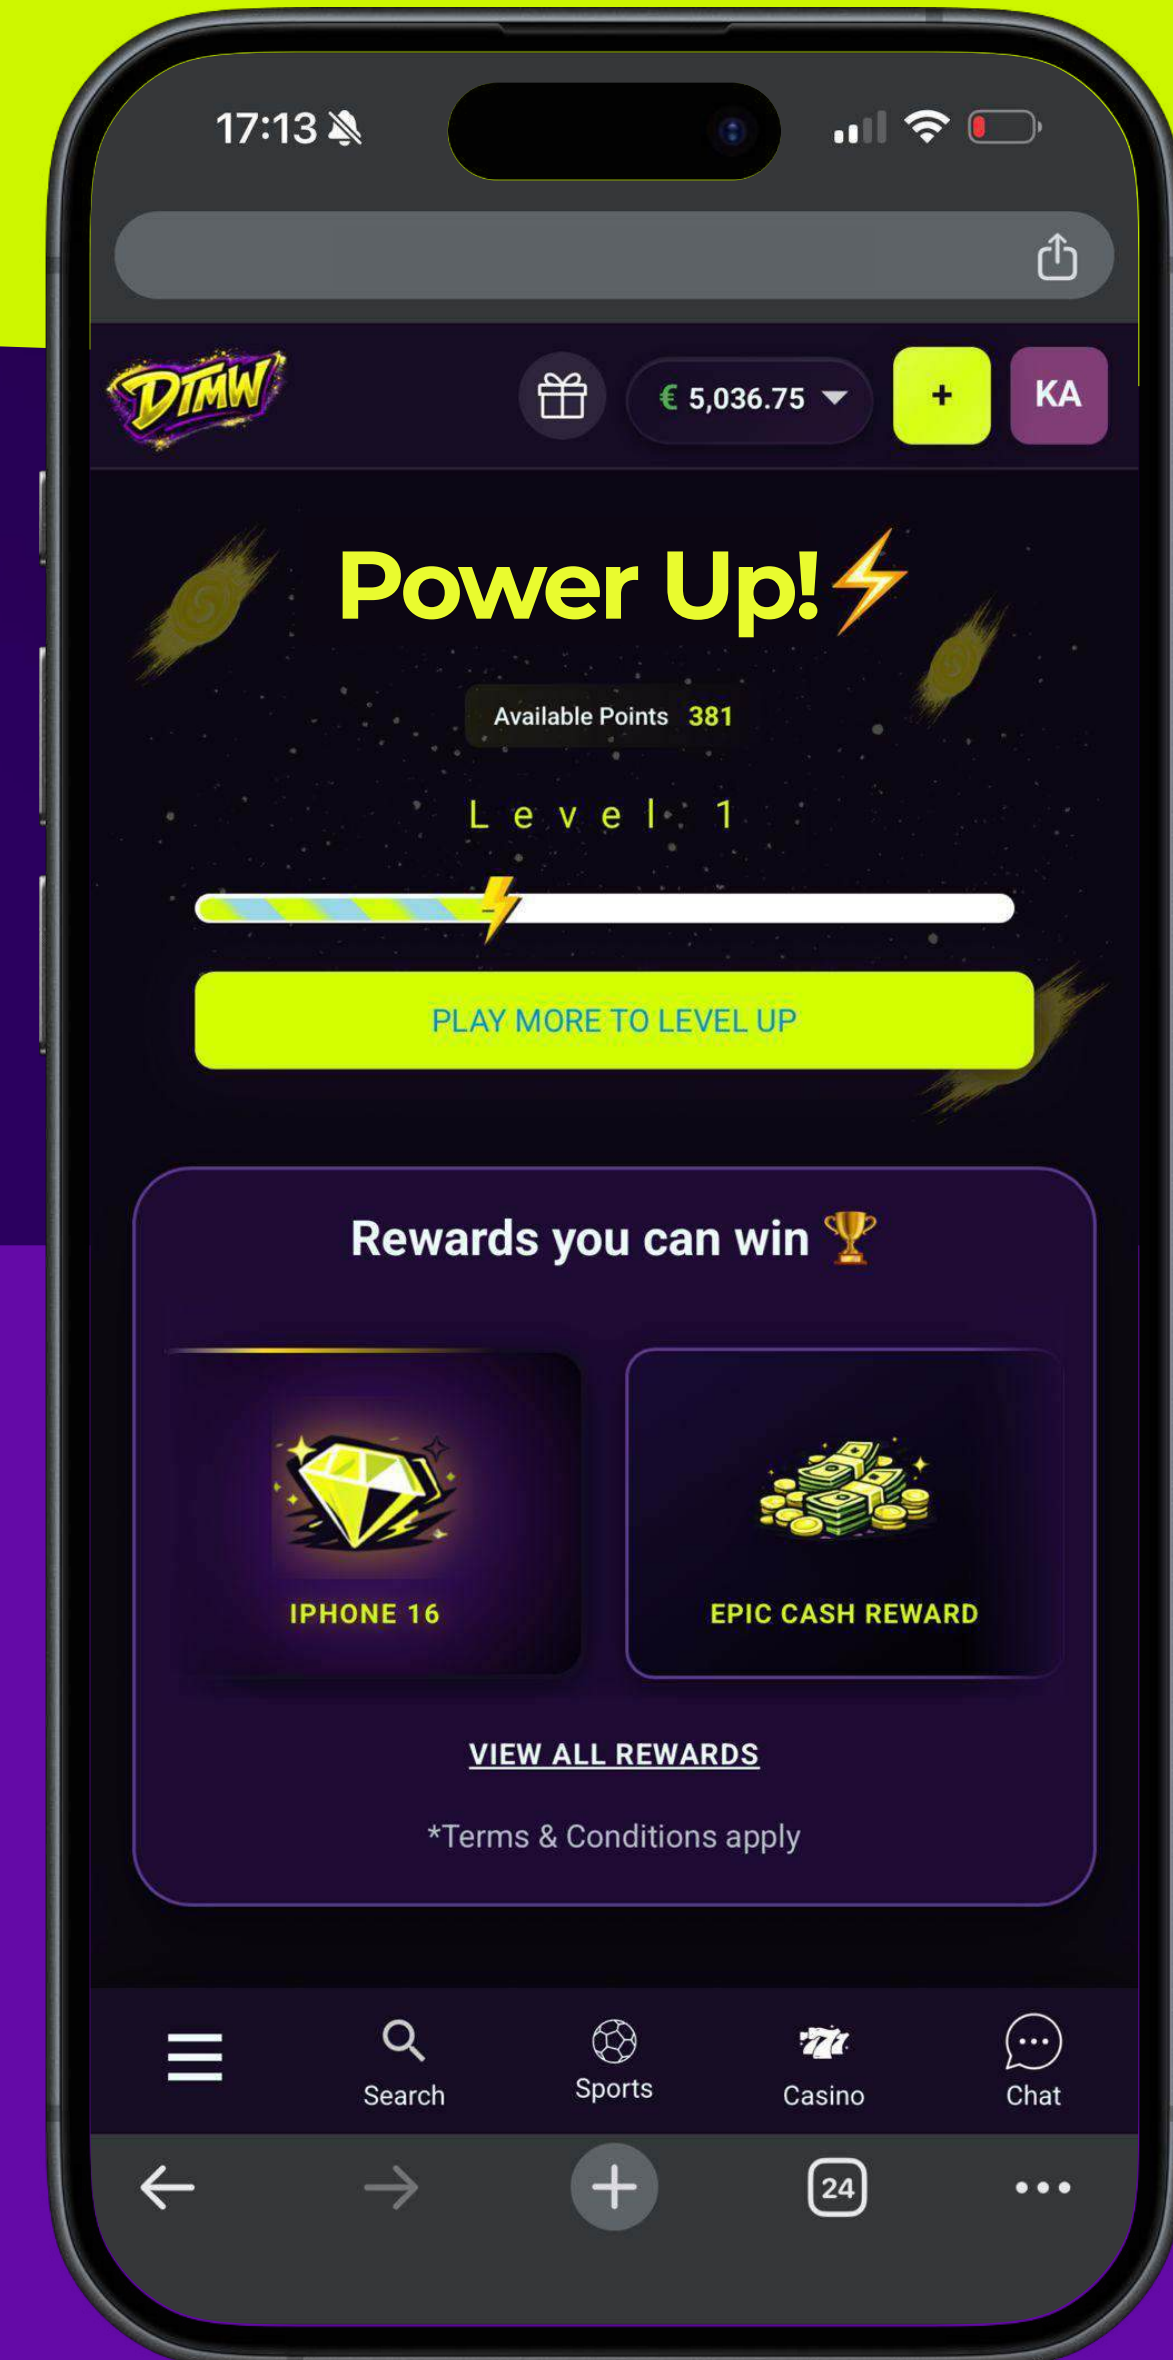 17:13
DTMW
€ 5,036.75
+
KA
Power Up!⚡
Available Points 381
Level: 1
PLAY MORE TO LEVEL UP
Rewards you can win 🏆
IPHONE 16
EPIC CASH REWARD
VIEW ALL REWARDS
*Terms & Conditions apply
Search
Sports
777
Casino
Chat
24